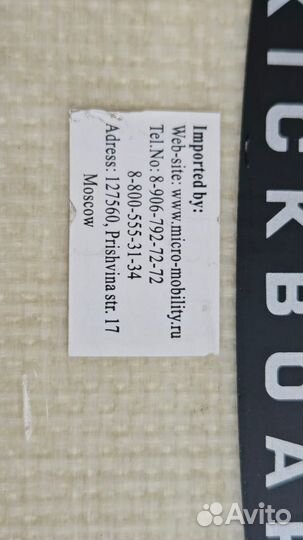 Imported by:
Web-site: www.micro-mobility.ru
Tel.No: 8-906-792-72-72
8-800-555-31-34
Adress: 127560, Prishvina str. 17
Moscow
KICKBOA
Avito